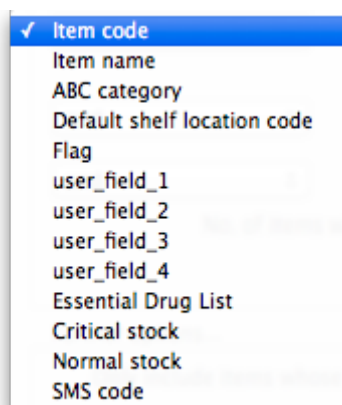 ✓ Item code
Item name
ABC category
Default shelf location code
Flag
user_field_1
user_field_2
user_field_3
user_field_4
Essential Drug List
Critical stock
Normal stock
SMS code